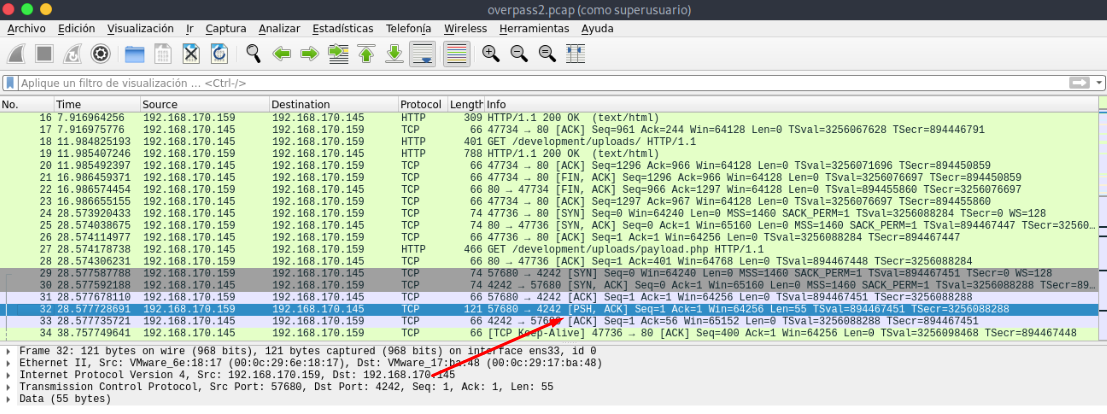 overpass2.pcap (como superusuario)
Archivo Edición Visualización Ir Captura Analizar Estadísticas Telefonía Wireless Herramientas Ayuda
Aplique un filtro de visualización … <Ctrl-/>
No. Time Source Destination Protocol Length Info
16 7.916964256 192.168.170.159 192.168.170.145 HTTP 309 HTTP/1.1 200 OK (text/html)
17 7.916975776 192.168.170.145 192.168.170.159 TCP 66 47734 → 80 [ACK] Seq=961 Ack=244 Win=64128 Len=0 TSval=3256067628 TSecr=894446791
18 11.984825193 192.168.170.145 192.168.170.159 HTTP 401 GET /development/uploads/ HTTP/1.1
19 11.985407246 192.168.170.159 192.168.170.145 HTTP 788 HTTP/1.1 200 OK (text/html)
20 11.985492397 192.168.170.145 192.168.170.159 TCP 66 47734 → 80 [ACK] Seq=1296 Ack=966 Win=64128 Len=0 TSval=3256071696 TSecr=894450859
21 16.986459371 192.168.170.145 192.168.170.159 TCP 66 47734 → 80 [FIN, ACK] Seq=1296 Ack=966 Win=64128 Len=0 TSval=3256076697 TSecr=894450859
22 16.986574454 192.168.170.159 192.168.170.145 TCP 66 80 → 47734 [FIN, ACK] Seq=966 Ack=1297 Win=64128 Len=0 TSval=894455860 TSecr=3256076697
23 16.986655155 192.168.170.145 192.168.170.159 TCP 66 47734 → 80 [ACK] Seq=1297 Ack=967 Win=64128 Len=0 TSval=3256076697 TSecr=894455860
24 28.573920433 192.168.170.145 192.168.170.159 TCP 74 47736 → 80 [SYN] Seq=0 Win=64240 Len=0 MSS=1460 SACK_PERM=1 TSval=3256088284 TSecr=0 WS=128
25 28.574038675 192.168.170.159 192.168.170.145 TCP 74 80 → 47736 [SYN, ACK] Seq=0 Ack=1 Win=65160 Len=0 MSS=1460 SACK_PERM=1 TSval=894467447 TSecr=32560…
26 28.574114977 192.168.170.145 192.168.170.159 TCP 66 47736 → 80 [ACK] Seq=1 Ack=1 Win=64256 Len=0 TSval=3256088284 TSecr=894467447
27 28.574178738 192.168.170.145 192.168.170.159 HTTP 466 GET /development/uploads/payload.php HTTP/1.1
28 28.574306231 192.168.170.159 192.168.170.145 TCP 66 80 → 47736 [ACK] Seq=1 Ack=401 Win=64768 Len=0 TSval=894467448 TSecr=3256088284
29 28.577587788 192.168.170.159 192.168.170.145 TCP 74 57680 → 4242 [SYN] Seq=0 Win=64240 Len=0 MSS=1460 SACK_PERM=1 TSval=894467451 TSecr=0 WS=128
30 28.577592188 192.168.170.145 192.168.170.159 TCP 74 4242 → 57680 [SYN, ACK] Seq=0 Ack=1 Win=65160 Len=0 MSS=1460 SACK_PERM=1 TSval=3256088288 TSecr=89…
31 28.577678110 192.168.170.159 192.168.170.145 TCP 66 57680 → 4242 [ACK] Seq=1 Ack=1 Win=64256 Len=0 TSval=894467451 TSecr=3256088288
32 28.577728691 192.168.170.159 192.168.170.145 TCP 121 57680 → 4242 [PSH, ACK] Seq=1 Ack=1 Win=64256 Len=55 TSval=894467451 TSecr=3256088288
33 28.577735721 192.168.170.145 192.168.170.159 TCP 66 4242 → 57680 [ACK] Seq=1 Ack=56 Win=65152 Len=0 TSval=3256088288 TSecr=894467451
34 38.757749641 192.168.170.145 192.168.170.159 TCP 66 [TCP Keep-Alive] 47736 → 80 [ACK] Seq=400 Ack=1 Win=64256 Len=0 TSval=3256098468 TSecr=894467448
Frame 32: 121 bytes on wire (968 bits), 121 bytes captured (968 bits) on interface ens33, id 0
Ethernet II, Src: VMware_6e:18:17 (00:0c:29:6e:18:17), Dst: VMware_17:ba:48 (00:0c:29:17:ba:48)
Internet Protocol Version 4, Src: 192.168.170.159, Dst: 192.168.170.145
Transmission Control Protocol, Src Port: 57680, Dst Port: 4242, Seq: 1, Ack: 1, Len: 55
Data (55 bytes)